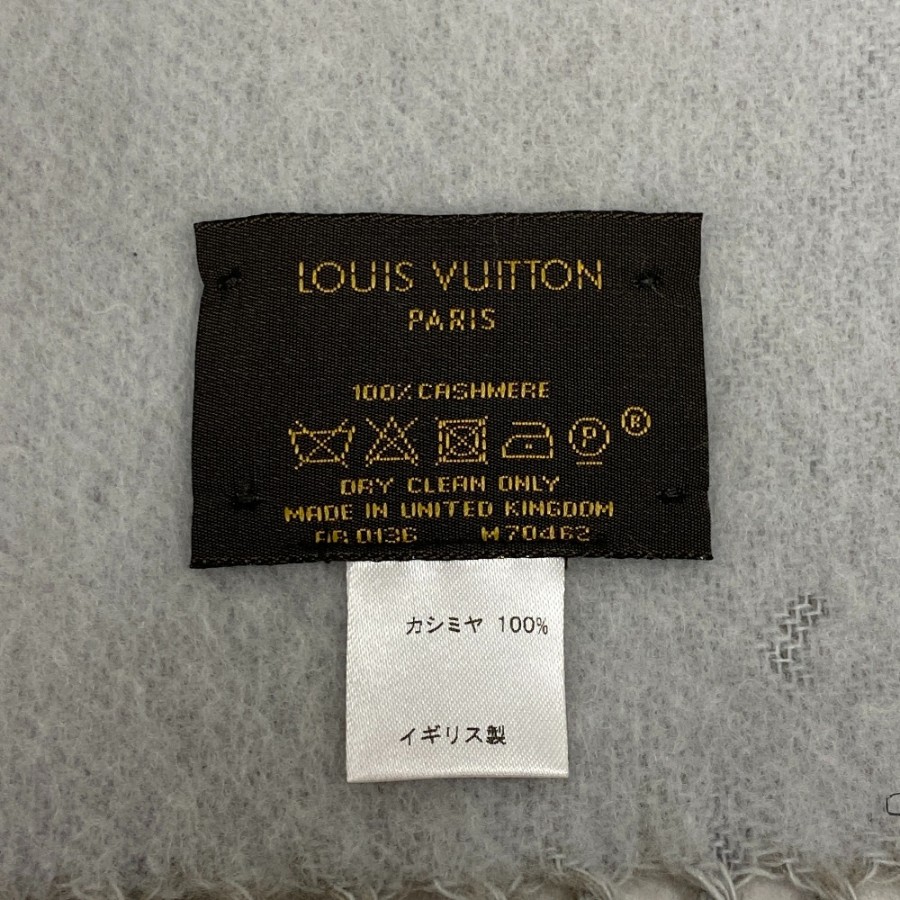 LOUIS VUITTON
PARIS
100% CASHMERE
P R
DRY CLEAN ONLY
MADE IN UNITED KINGDOM
AR 0136 M70462
カシミヤ 100%
イギリス製